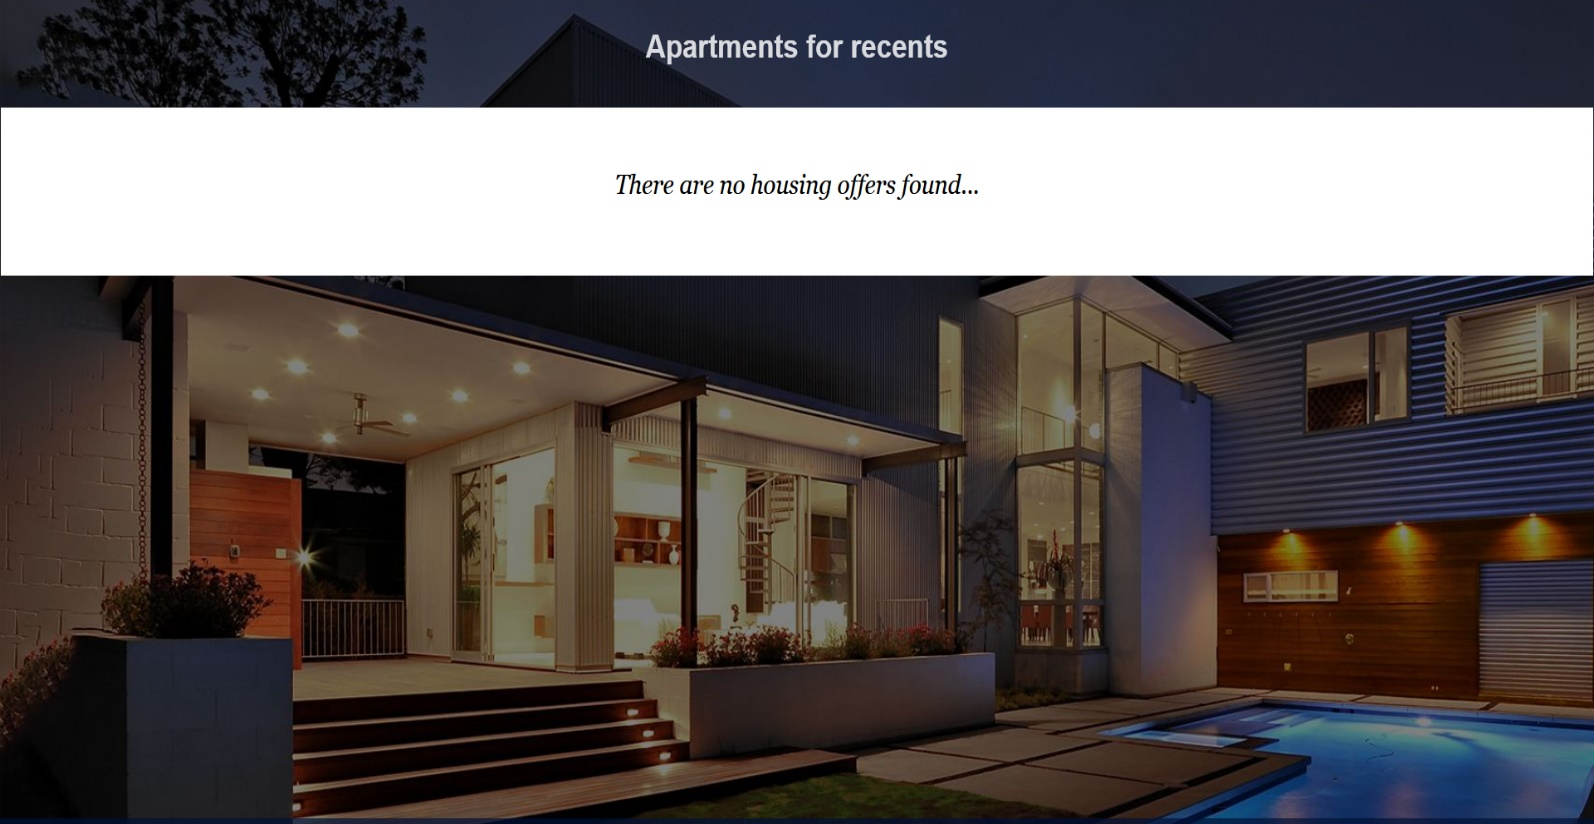 Apartments for recents
There are no housing offers found...